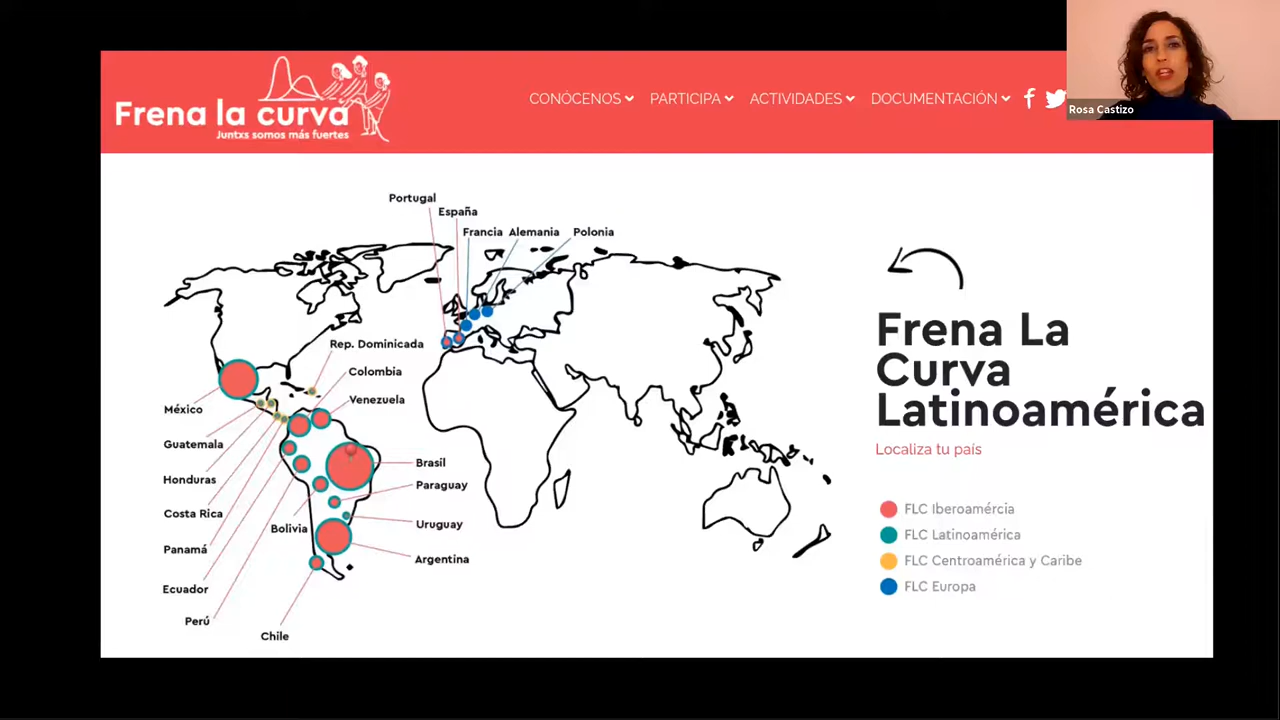 Frena la curva
Juntxs somos más fuertes
CONÓCENOS
PARTICIPA
ACTIVIDADES
DOCUMENTACIÓN
Rosa Castizo
Portugal
España
Francia
Alemania
Polonia
Rep. Dominicada
Colombia
Venezuela
México
Guatemala
Honduras
Costa Rica
Panamá
Ecuador
Perú
Chile
Bolivia
Brasil
Paraguay
Uruguay
Argentina
Frena La
Curva
Latinoamérica
Localiza tu país
FLC Iberoamércia
FLC Latinoamérica
FLC Centroamérica y Caribe
FLC Europa